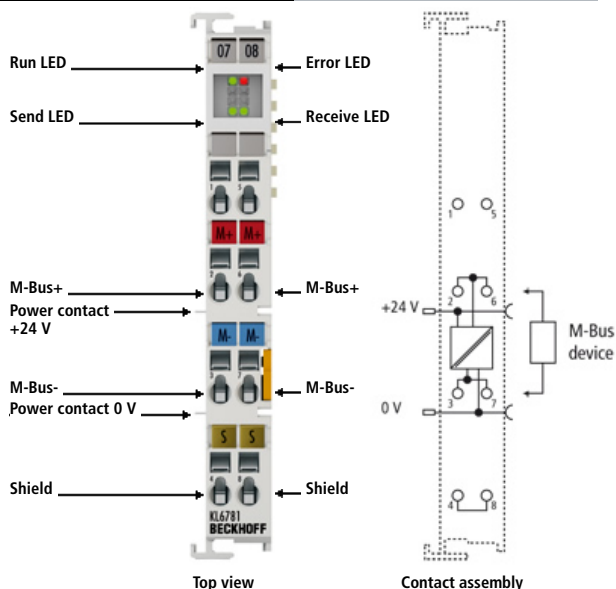 07 08
Run LED
Error LED
Send LED
Receive LED
1 5
M+ M+
2 6
M-Bus+
M-Bus+
Power contact
+24 V
M- M-
3 7
M-Bus-
M-Bus-
Power contact 0 V
S S
4 8
Shield
Shield
KL6781
BECKHOFF
Top view
1 5
2 6
+24 V
M-Bus
device
3 7
0 V
4 8
Contact assembly